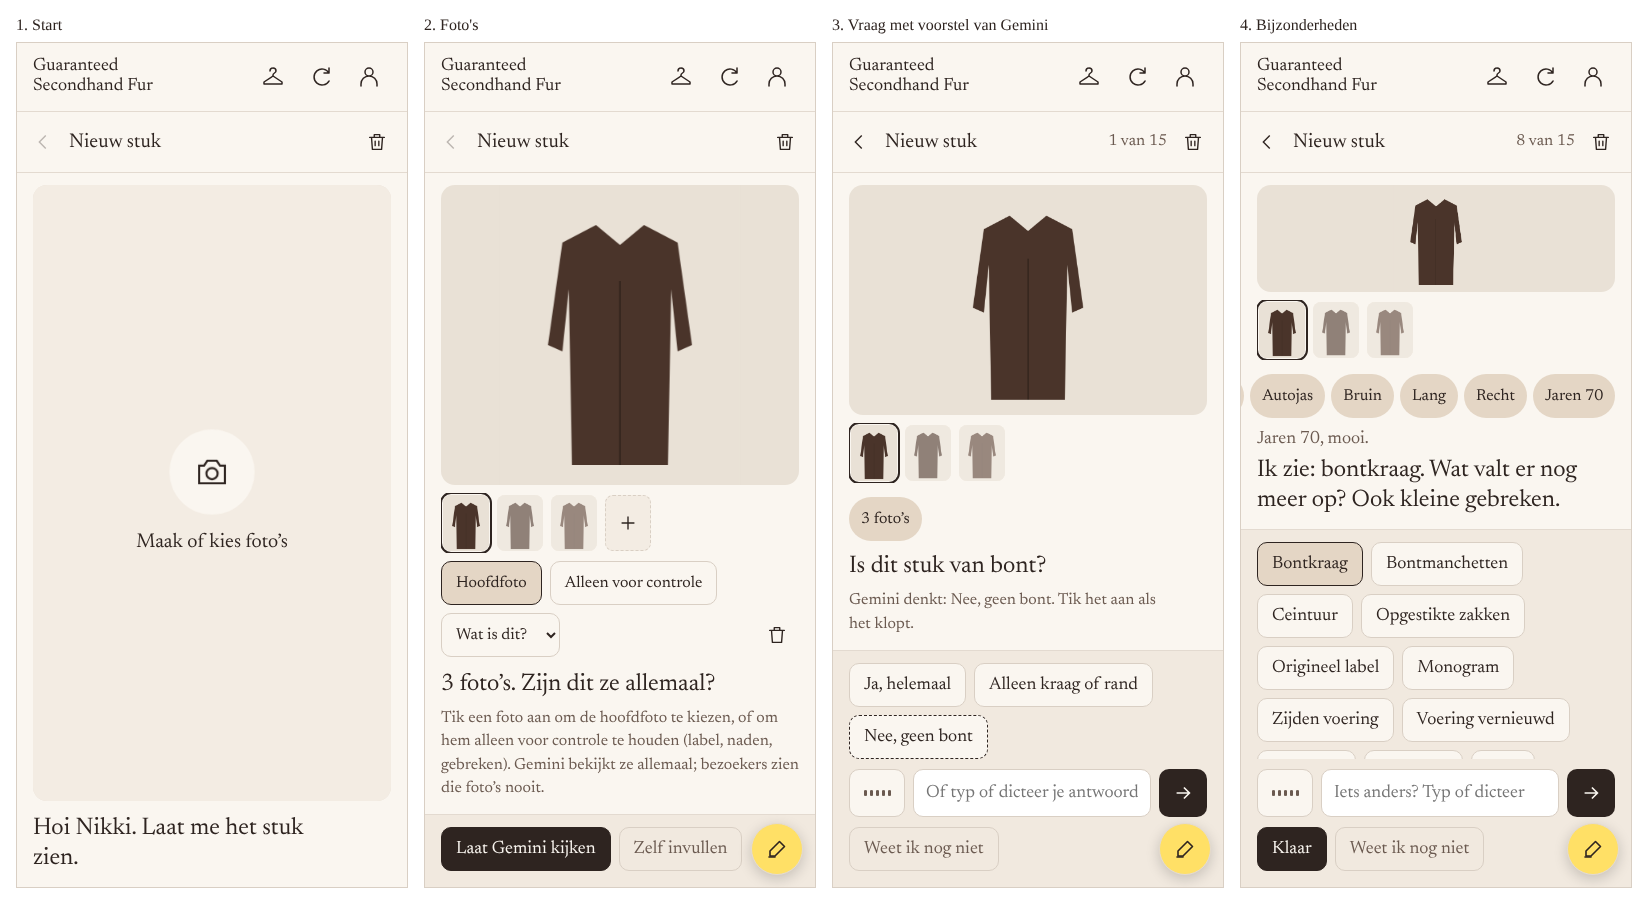 1. Start
Guaranteed
Secondhand Fur
Nieuw stuk
Maak of kies foto’s
Hoi Nikki. Laat me het stuk
zien.
2. Foto's
Guaranteed
Secondhand Fur
Nieuw stuk
Hoofdfoto
Alleen voor controle
Wat is dit?
3 foto’s. Zijn dit ze allemaal?
Tik een foto aan om de hoofdfoto te kiezen, of om
hem alleen voor controle te houden (label, naden,
gebreken). Gemini bekijkt ze allemaal; bezoekers zien
die foto’s nooit.
Laat Gemini kijken
Zelf invullen
3. Vraag met voorstel van Gemini
Guaranteed
Secondhand Fur
Nieuw stuk
1 van 15
3 foto’s
Is dit stuk van bont?
Gemini denkt: Nee, geen bont. Tik het aan als
het klopt.
Ja, helemaal
Alleen kraag of rand
Nee, geen bont
Of typ of dicteer je antwoord
Weet ik nog niet
4. Bijzonderheden
Guaranteed
Secondhand Fur
Nieuw stuk
8 van 15
Autojas
Bruin
Lang
Recht
Jaren 70
Jaren 70, mooi.
Ik zie: bontkraag. Wat valt er nog
meer op? Ook kleine gebreken.
Bontkraag
Bontmanchetten
Ceintuur
Opgestikte zakken
Origineel label
Monogram
Zijden voering
Voering vernieuwd
Iets anders? Typ of dicteer
Klaar
Weet ik nog niet